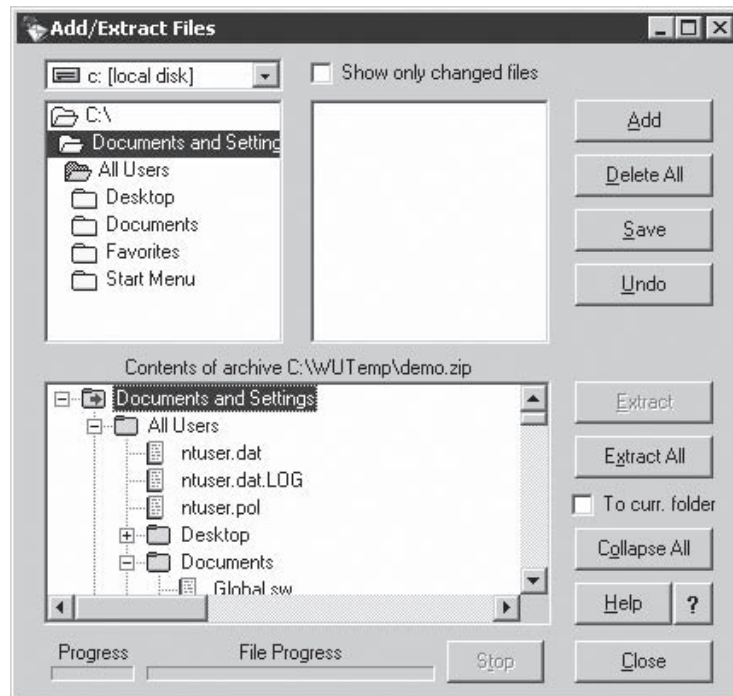 Add/Extract Files
c: [local disk]
Show only changed files
C:\
Documents and Setting
All Users
Desktop
Documents
Favorites
Start Menu
Add
Delete All
Save
Undo
Contents of archive C:\WUTemp\demo.zip
Documents and Settings
All Users
ntuser.dat
ntuser.dat.LOG
ntuser.pol
Desktop
Documents
Global.sw
Extract
Extract All
To curr. folder
Collapse All
Help
?
Progress
File Progress
Stop
Close